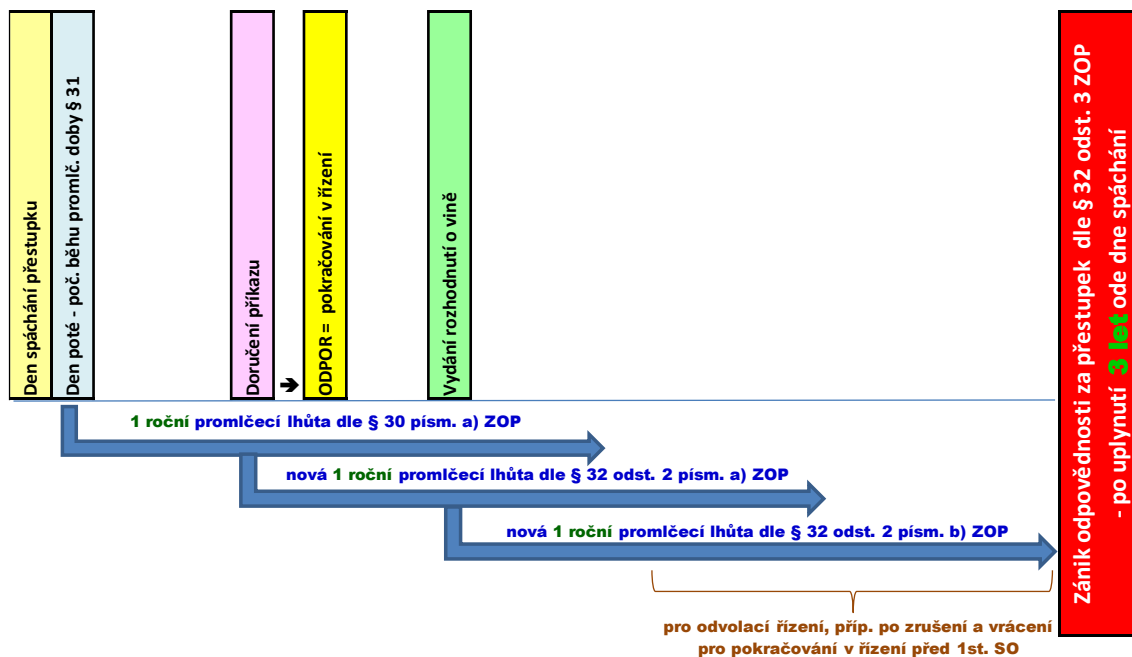 Den spáchání přestupku
Den poté - poč. běhu promlč. doby § 31
Doručení příkazu
ODPOR = pokračování v řízení
Vydání rozhodnutí o vině
Zánik odpovědnosti za přestupek dle § 32 odst. 3 ZOP
- po uplynutí 3 let ode dne spáchání
1 roční promlčecí lhůta dle § 30 písm. a) ZOP
nová 1 roční promlčecí lhůta dle § 32 odst. 2 písm. a) ZOP
nová 1 roční promlčecí lhůta dle § 32 odst. 2 písm. b) ZOP
pro odvolací řízení, příp. po zrušení a vrácení
pro pokračování v řízení před 1st. SO